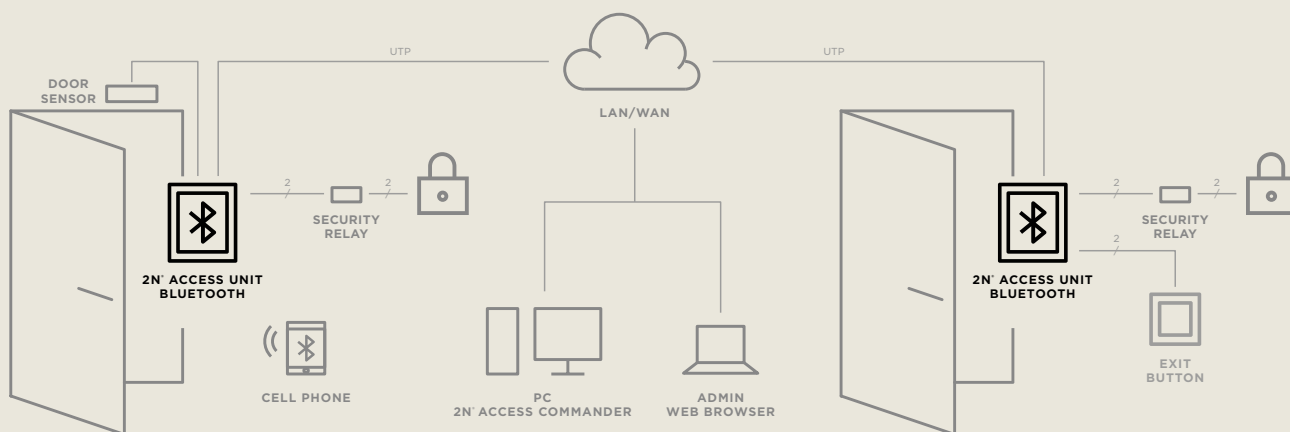 UTP
UTP
DOOR
SENSOR
LAN/WAN
2
2
SECURITY
RELAY
2
2
SECURITY
RELAY
2
2N® ACCESS UNIT
BLUETOOTH
2N® ACCESS UNIT
BLUETOOTH
EXIT
BUTTON
CELL PHONE
PC
2N® ACCESS COMMANDER
ADMIN
WEB BROWSER